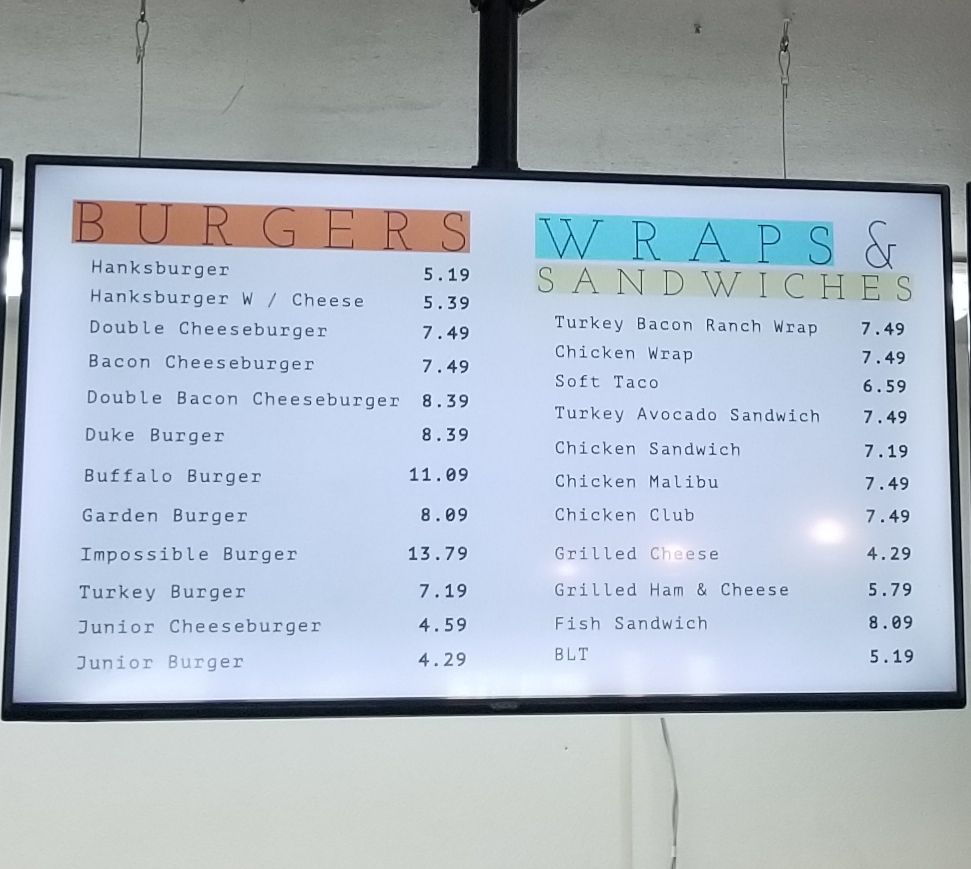 BURGERS
Hanksburger 5.19
Hanksburger W / Cheese 5.39
Double Cheeseburger 7.49
Bacon Cheeseburger 7.49
Double Bacon Cheeseburger 8.39
Duke Burger 8.39
Buffalo Burger 11.09
Garden Burger 8.09
Impossible Burger 13.79
Turkey Burger 7.19
Junior Cheeseburger 4.59
Junior Burger 4.29
WRAPS &
SANDWICHES
Turkey Bacon Ranch Wrap 7.49
Chicken Wrap 7.49
Soft Taco 6.59
Turkey Avocado Sandwich 7.49
Chicken Sandwich 7.19
Chicken Malibu 7.49
Chicken Club 7.49
Grilled Cheese 4.29
Grilled Ham & Cheese 5.79
Fish Sandwich 8.09
BLT 5.19